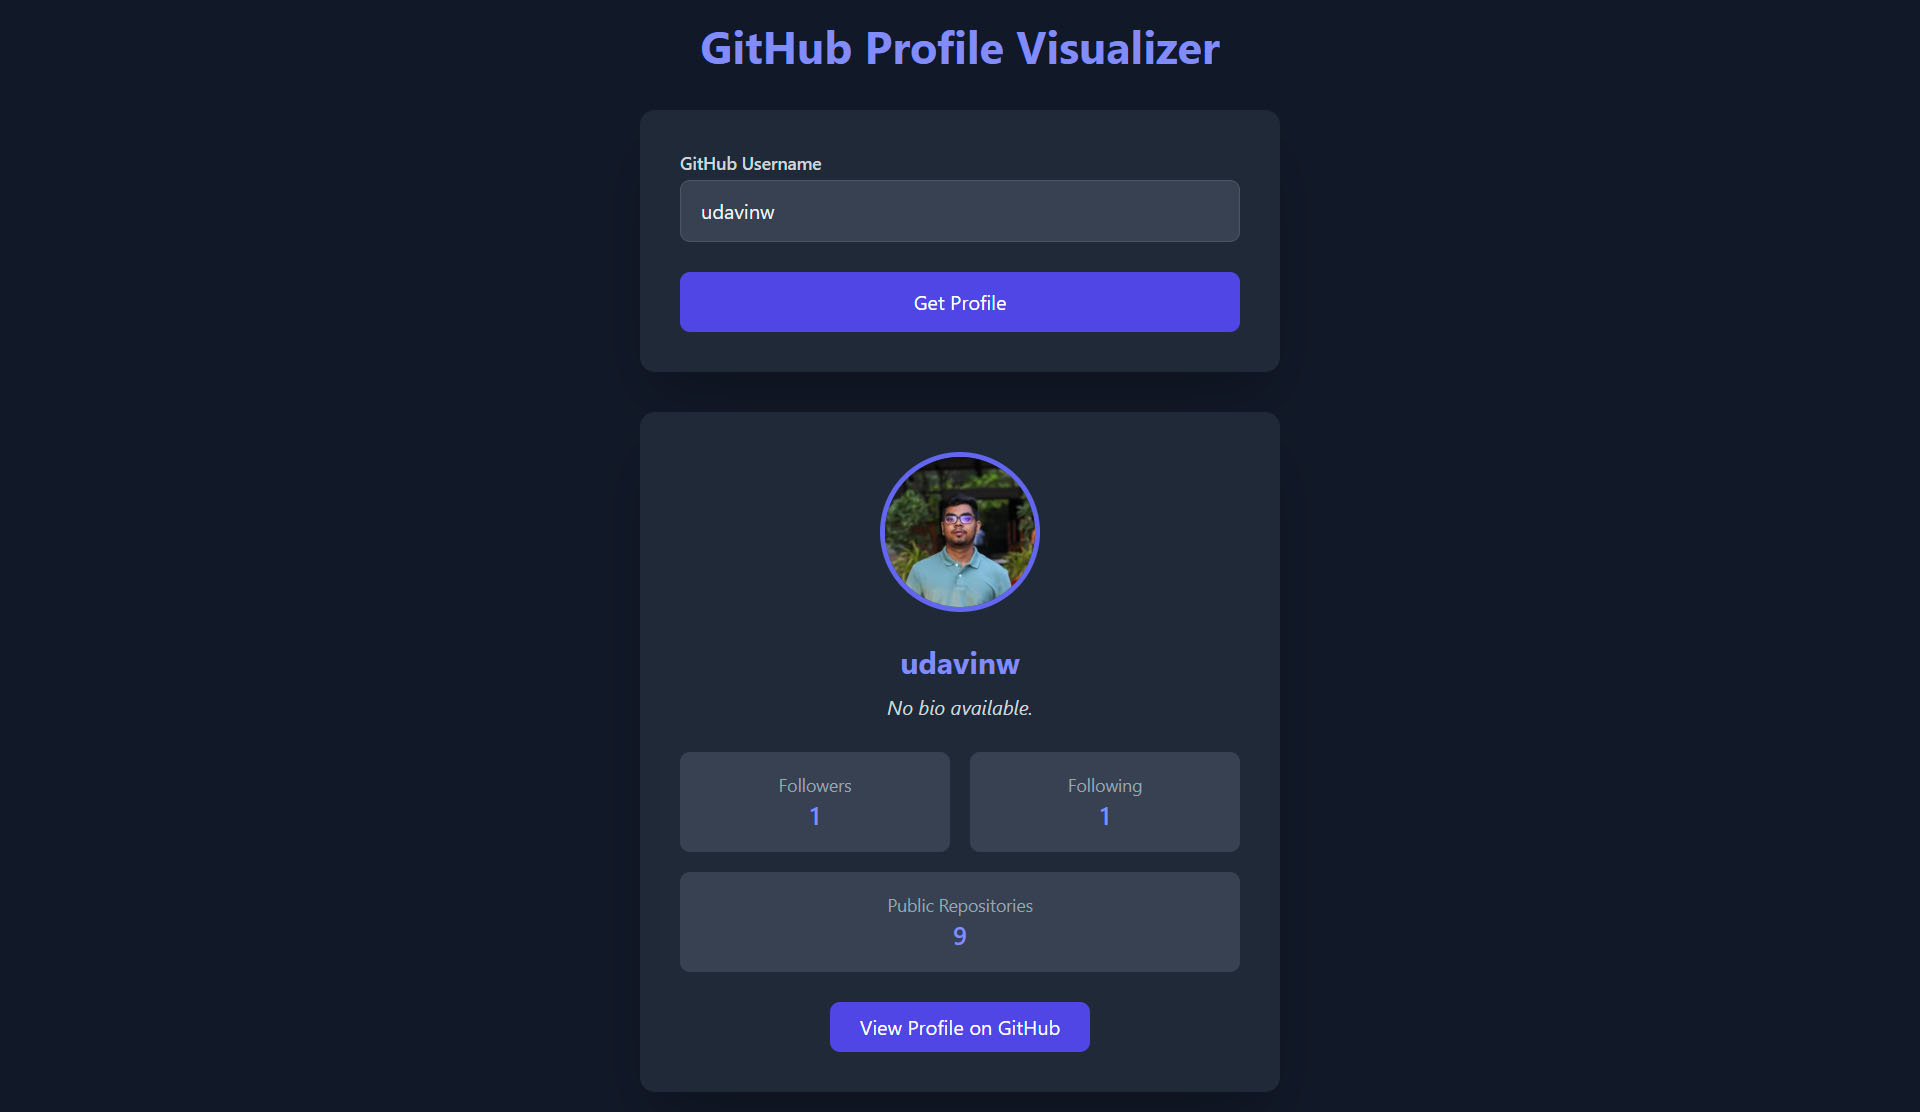 GitHub Profile Visualizer
GitHub Username
udavinw
Get Profile
udavinw
No bio available.
Followers
1
Following
1
Public Repositories
9
View Profile on GitHub